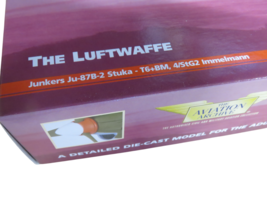 THE LUFTWAFFE
Junkers Ju-87B-2 Stuka - T6+BM, 4/StG2 Immelmann
THE
AVIATION
ARCHIVE
A DETAILED DIE-CAST MODEL FOR THE